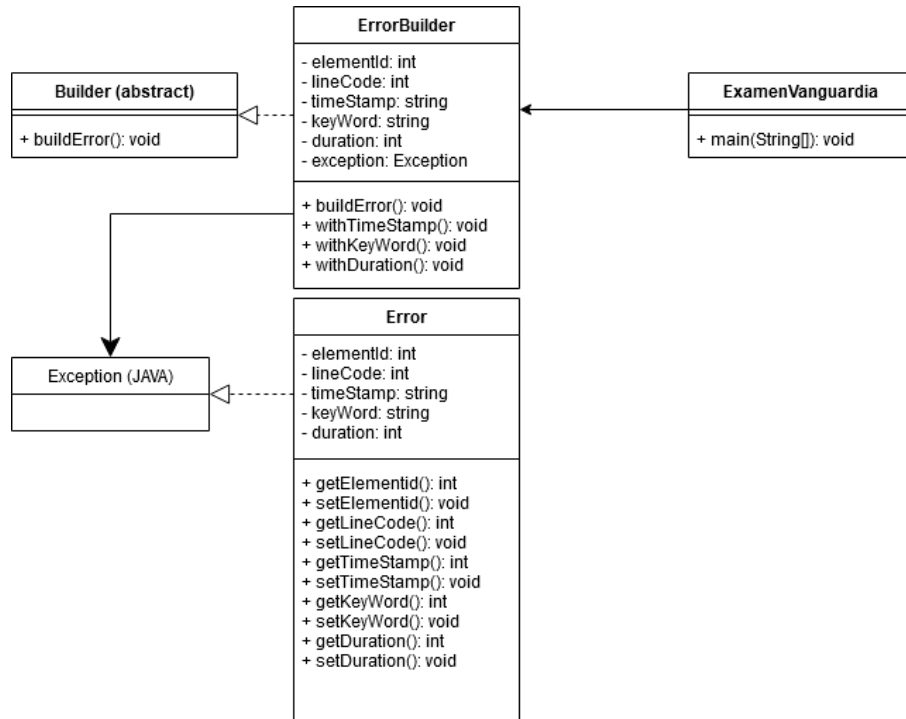 ErrorBuilder
- elementId: int
- lineCode: int
- timeStamp: string
- keyWord: string
- duration: int
- exception: Exception
+ buildError(): void
+ withTimeStamp(): void
+ withKeyWord(): void
+ withDuration(): void
Builder (abstract)
+ buildError(): void
ExamenVanguardia
+ main(String[]): void
Exception (JAVA)
Error
- elementId: int
- lineCode: int
- timeStamp: string
- keyWord: string
- duration: int
+ getElementid(): int
+ setElementid(): void
+ getLineCode(): int
+ setLineCode(): void
+ getTimeStamp(): int
+ setTimeStamp(): void
+ getKeyWord(): int
+ setKeyWord(): void
+ getDuration(): int
+ setDuration(): void